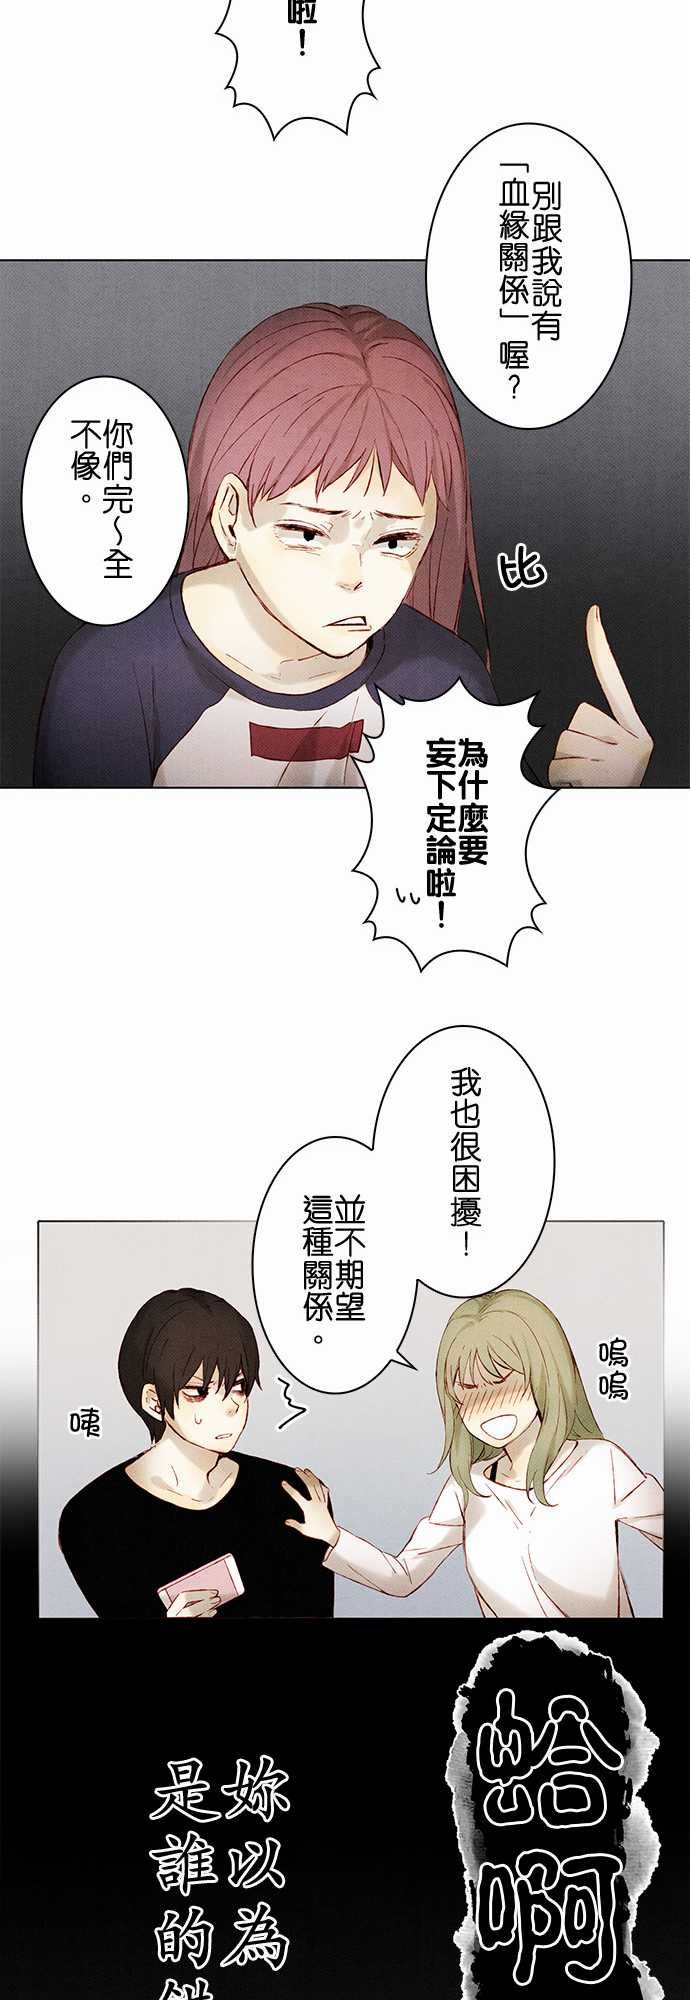 啦！
別跟我說有
「血緣關係」喔？
你們完～全
不像。
比
為什麼要
妄下定論啦！
我也很困擾！
並不期望
這種關係。
嗚嗚
咦
蛤啊
妳以為
是誰的